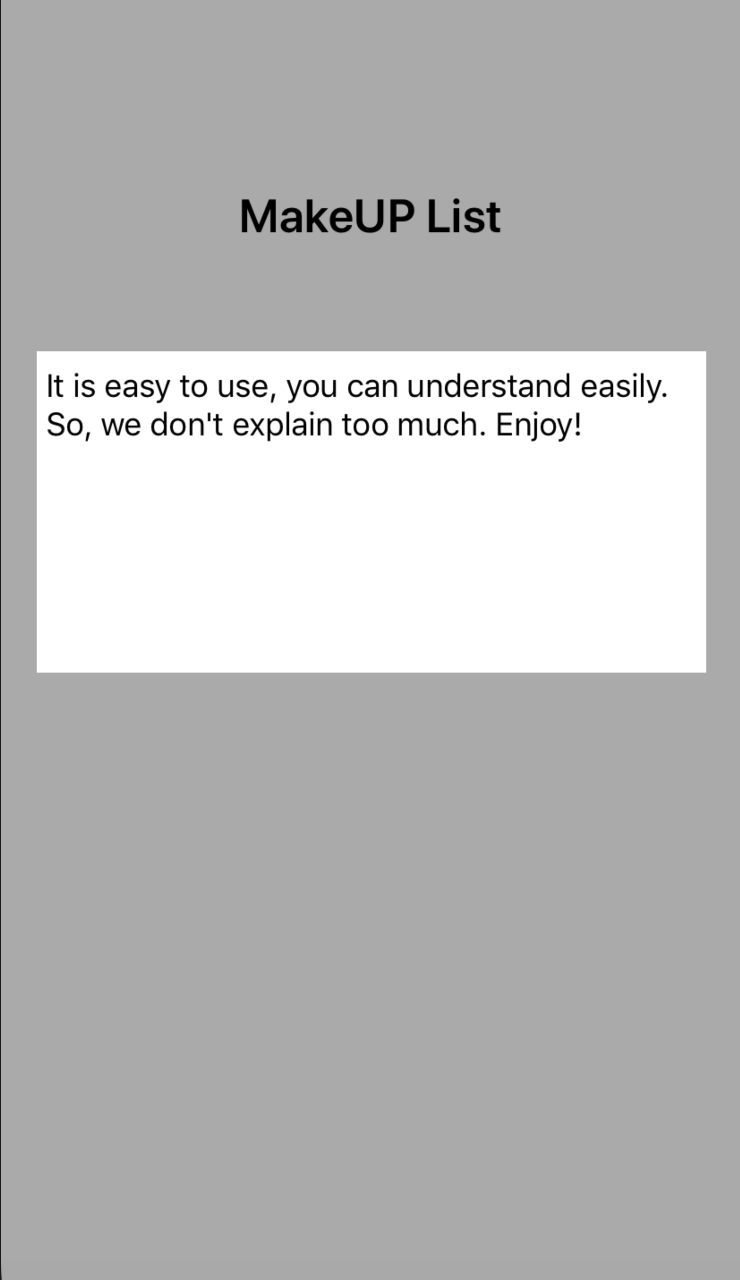 MakeUP List
It is easy to use, you can understand easily.
So, we don't explain too much. Enjoy!